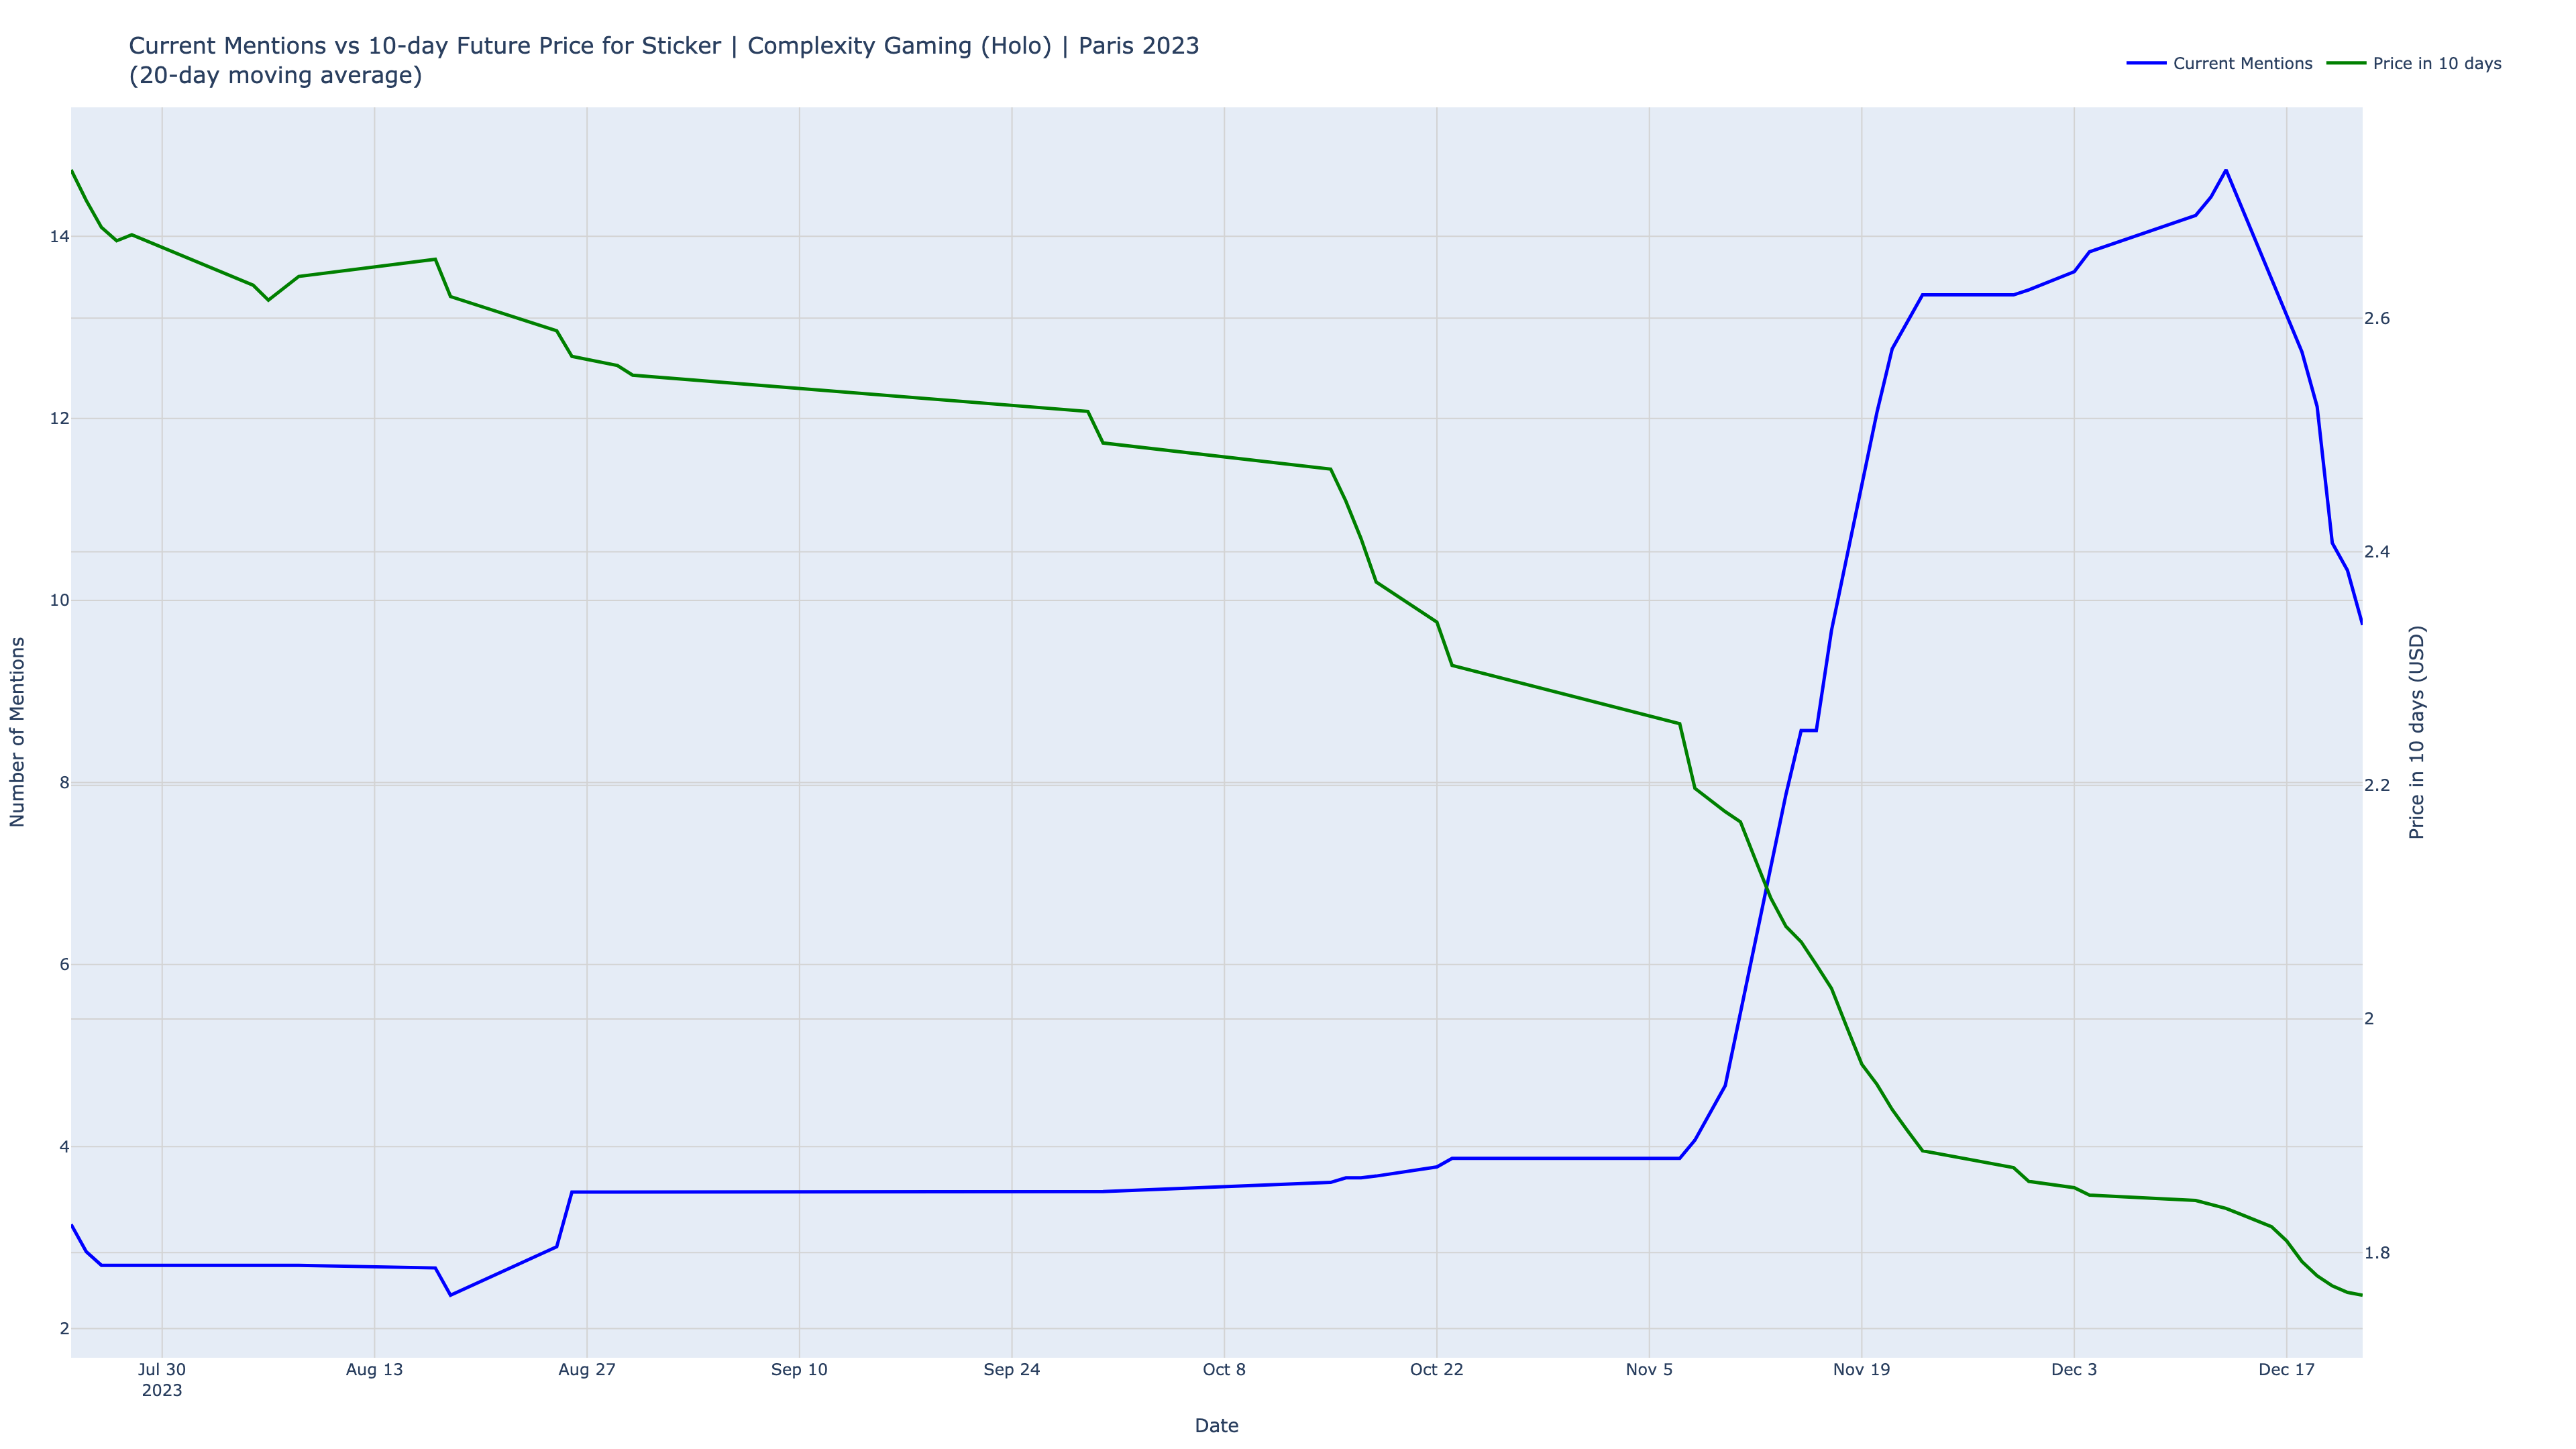 Current Mentions vs 10-day Future Price for Sticker | Complexity Gaming (Holo) | Paris 2023
(20-day moving average)
Current Mentions
Price in 10 days
14
12
10
8
6
4
2
Number of Mentions
2.6
2.4
2.2
2
1.8
Price in 10 days (USD)
Jul 30
2023
Aug 13
Aug 27
Sep 10
Sep 24
Oct 8
Oct 22
Nov 5
Nov 19
Dec 3
Dec 17
Date